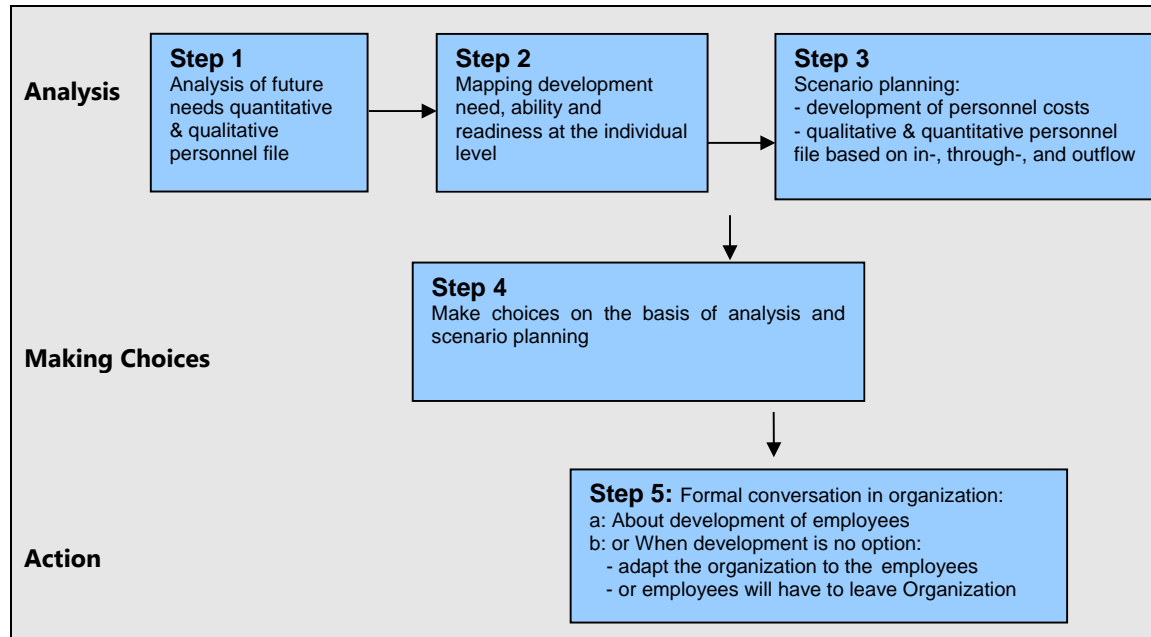 Analysis
Step 1
Analysis of future
needs quantitative
& qualitative
personnel file
Step 2
Mapping development
need, ability and
readiness at the individual
level
Step 3
Scenario planning:
- development of personnel costs
- qualitative & quantitative personnel
file based on in-, through-, and outflow
Making Choices
Step 4
Make choices on the basis of analysis and
scenario planning
Action
Step 5: Formal conversation in organization:
a: About development of employees
b: or When development is no option:
- adapt the organization to the employees
- or employees will have to leave Organization